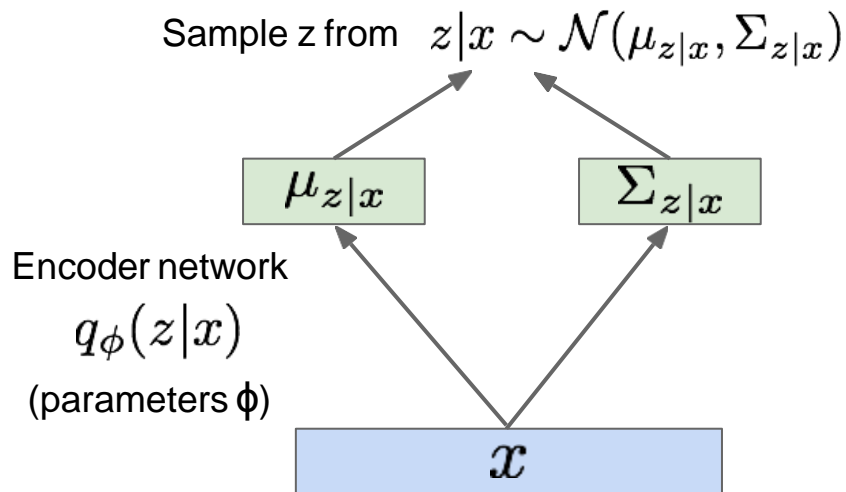 Sample z from z|x ∼ 𝒩(μ_{z|x}, Σ_{z|x})
μ_{z|x} Σ_{z|x}
Encoder network
q_ϕ(z|x)
(parameters ϕ)
x